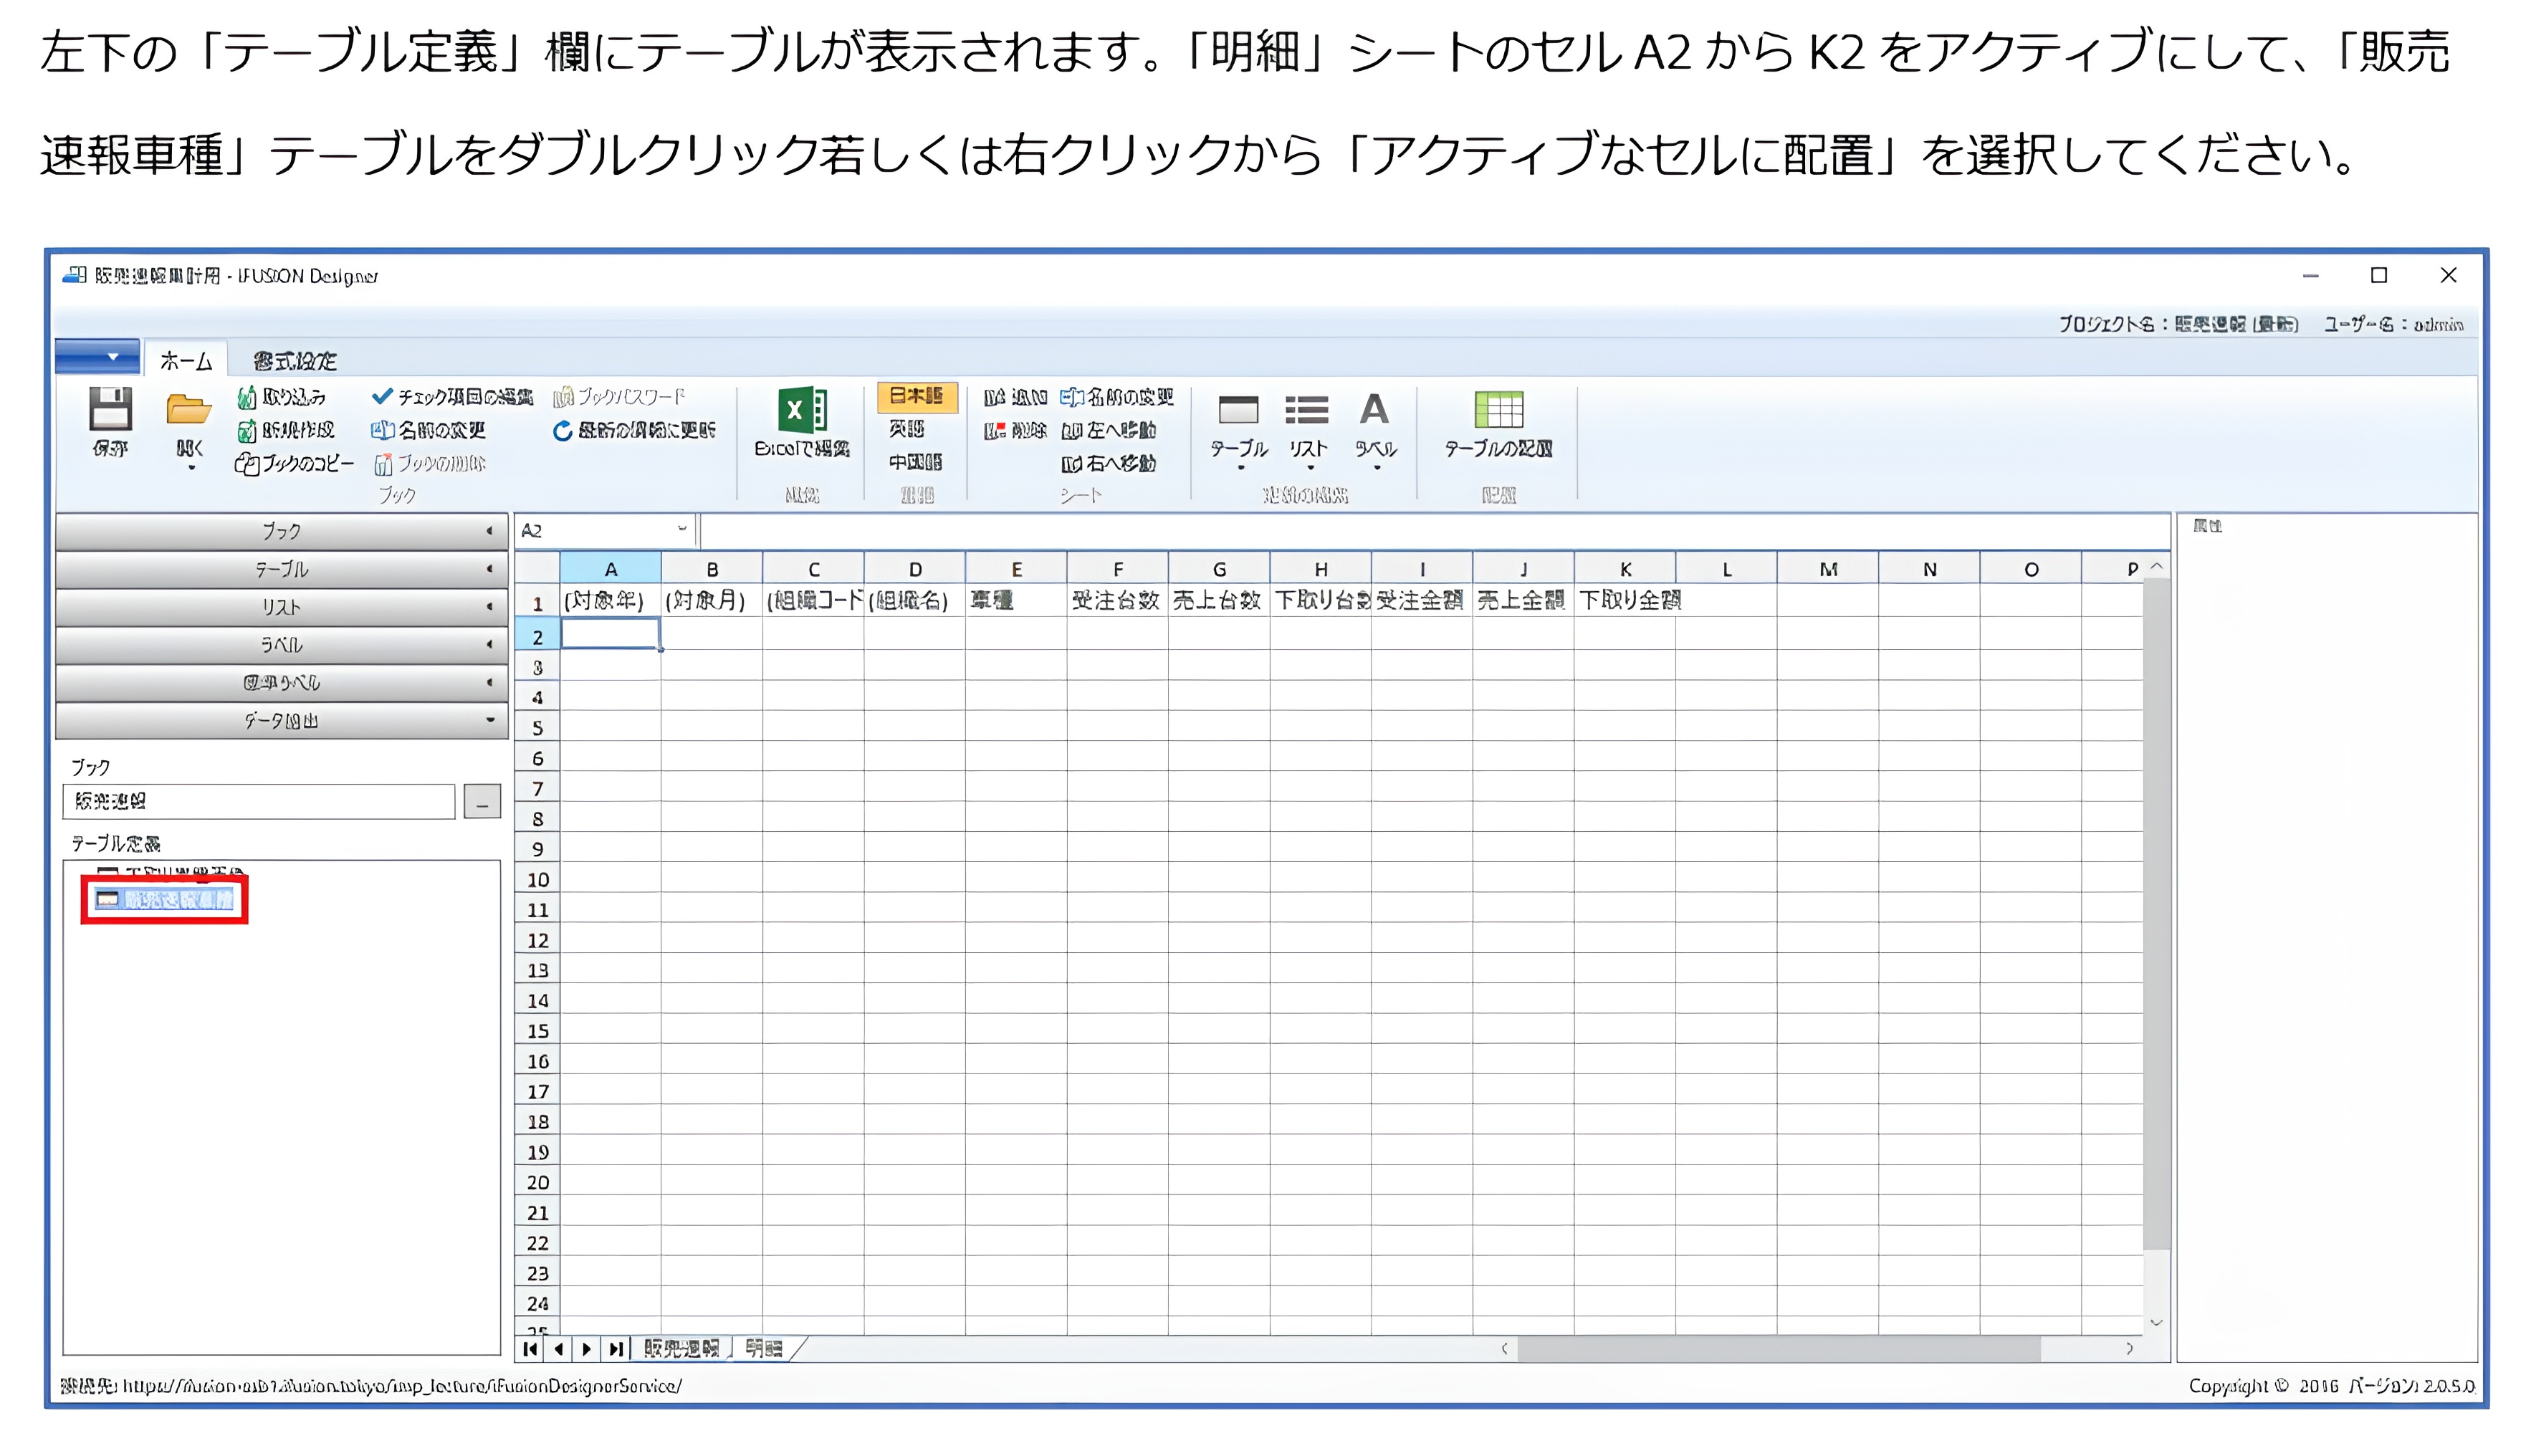 左下の「テーブル定義」欄にテーブルが表示されます。「明細」シートのセル A2 から K2 をアクティブにして、「販売
速報車種」テーブルをダブルクリック若しくは右クリックから「アクティブなセルに配置」を選択してください。
販売速報集計用 - iFUSION Designer
プロジェクト名：販売速報 (最新) ユーザー名：admin
ホーム 書式設定
取り込み チェック項目の編集 ブックパスワード 日本語 追加 名前の変更
新規作成 名前の変更 最新の情報に更新 英語 削除 左へ移動
保存 開く Excelで編集 テーブル リスト ラベル テーブルの配置
ブックのコピー ブックの削除 中国語 右へ移動
ブック 編集 言語 シート 定義の編集 配置
ブック A2 属性
テーブル A B C D E F G H I J K L M N O P
リスト 1 (対象年) (対象月) (組織コード (組織名) 車種 受注台数 売上台数 下取り台数 受注金額 売上金額 下取り金額
ラベル 2
3
標準ラベル
4
データ抽出 5
6
ブック
7
販売速報
8
テーブル定義 9
10
11
12
13
14
15
16
17
18
19
20
21
22
23
24
25
販売速報 明細
Copyright © 2016 バージョン: 2.0.5.0